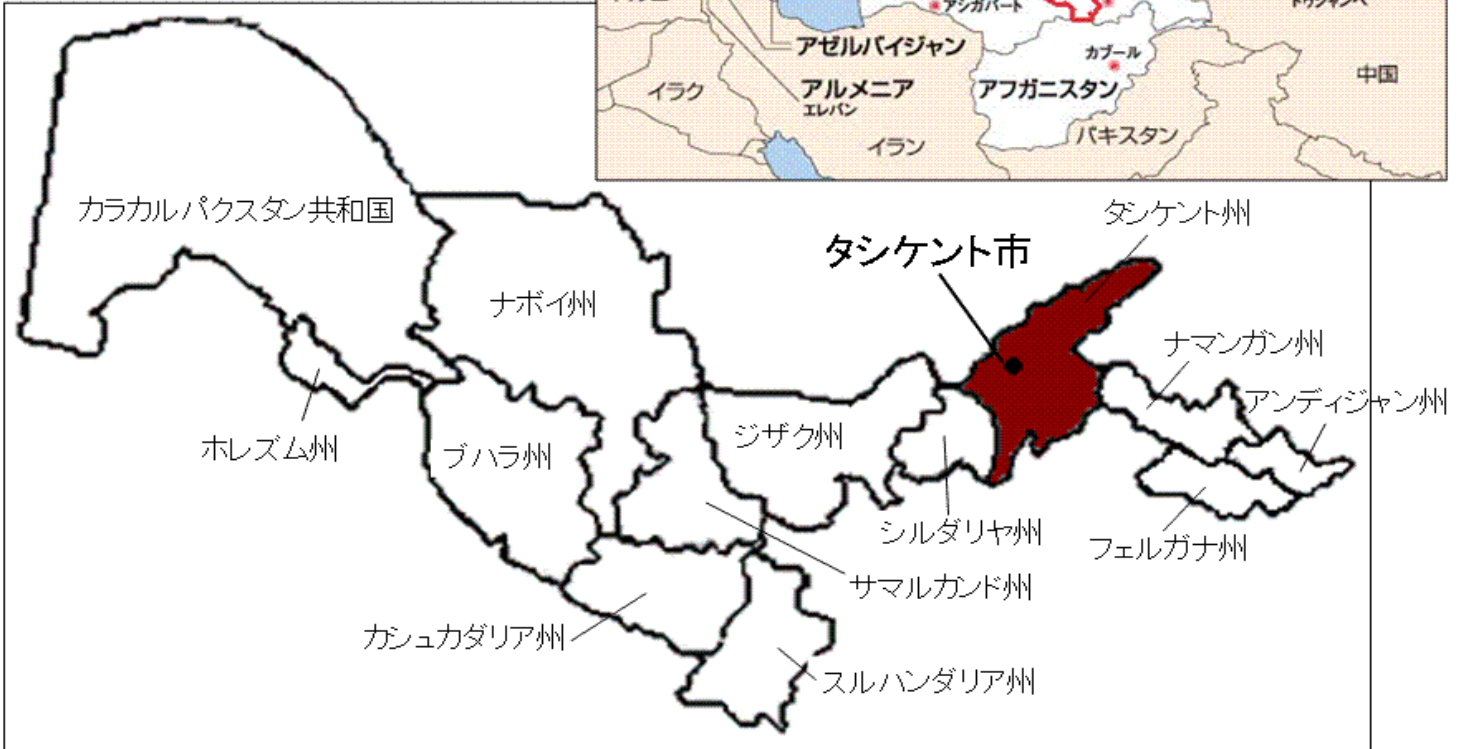 アシガバート
アゼルバイジャン
カブール
中国
イラク
アルメニア
エレバン
アフガニスタン
パキスタン
イラン
カラカルパクスタン共和国
タシケント州
タシケント市
ナボイ州
ナマンガン州
アンディジャン州
ホレズム州
ブハラ州
ジザク州
シルダリヤ州
フェルガナ州
サマルカンド州
カシュカダリア州
スルハンダリア州